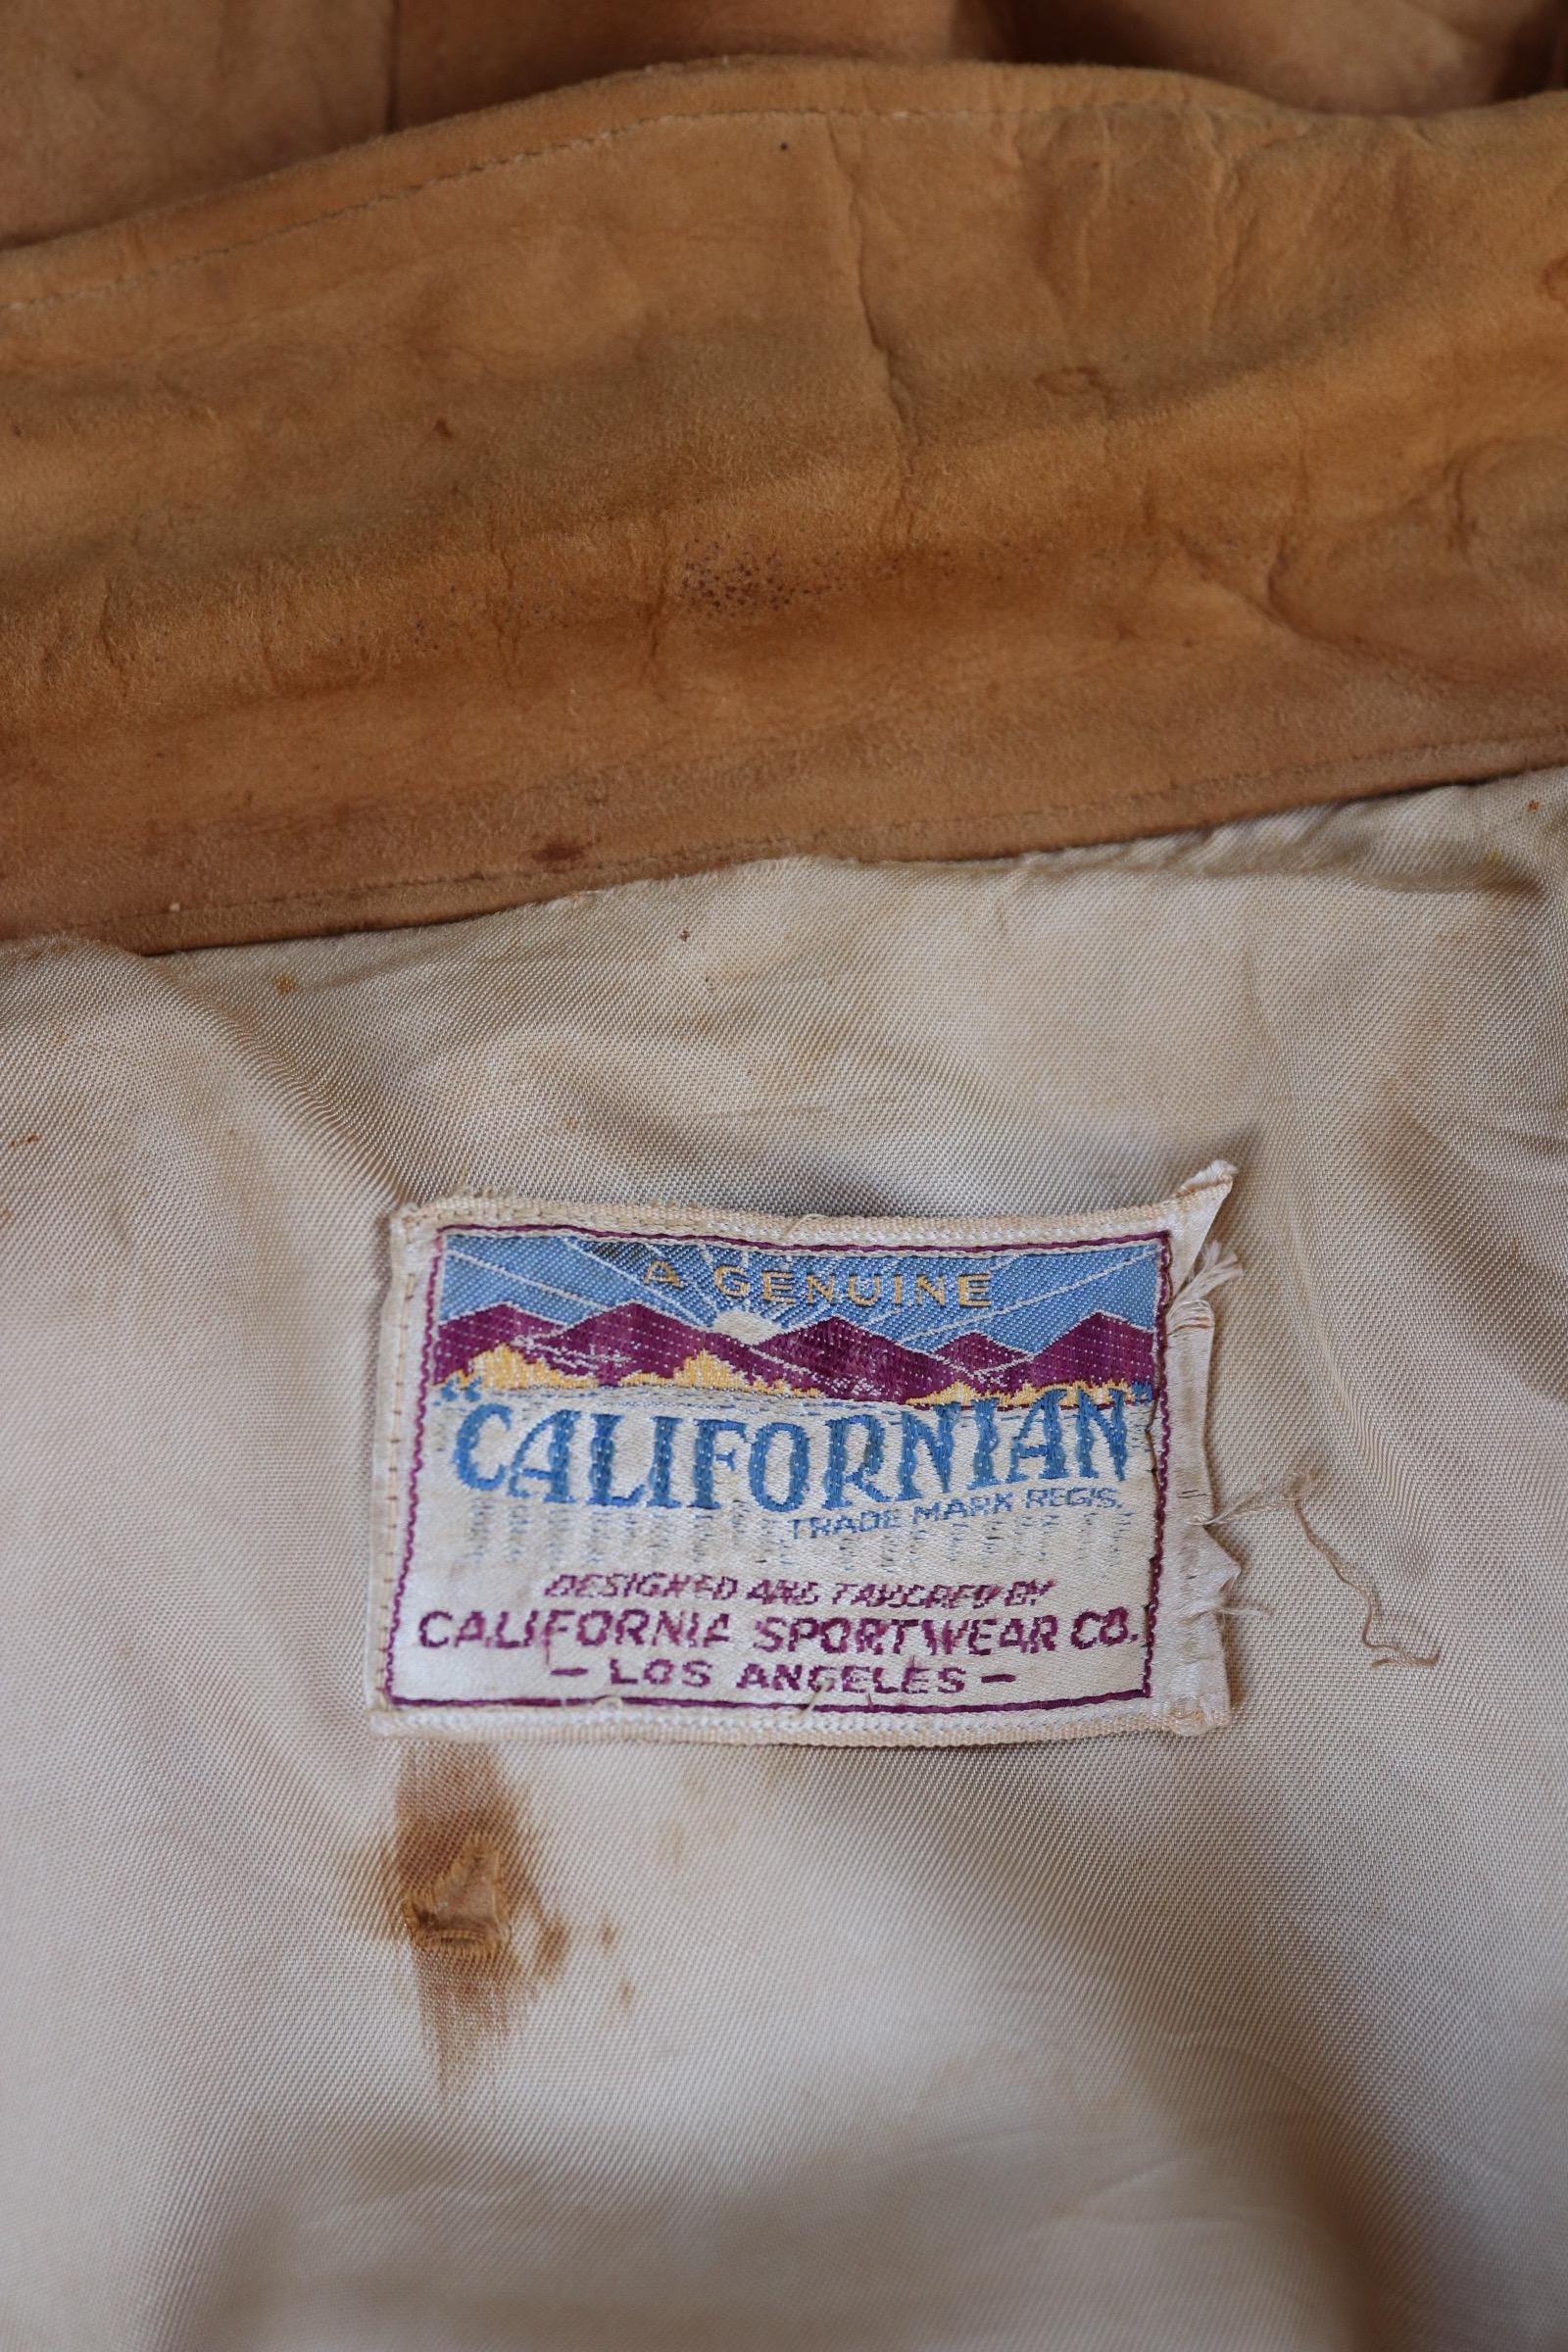 A GENUINE
"CALIFORNIAN"
TRADE MARK REGIS.
DESIGNED AND TAILORED BY
CALIFORNIA SPORTWEAR CO.
— LOS ANGELES —